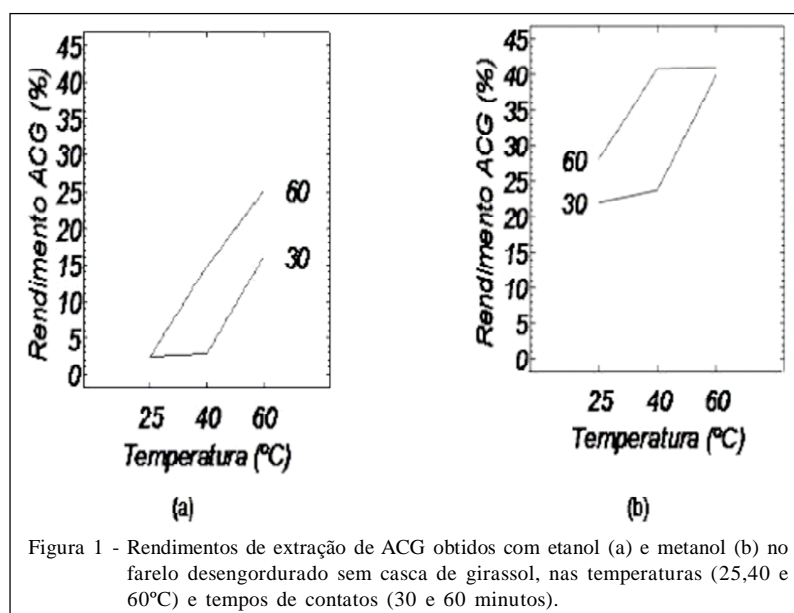 Rendimento ACG (%)
45
40
35
30
25
20
15
10
5
0
60
30
25 40 60
Temperatura (ºC)
(a)
Rendimento ACG (%)
45
40
35
30
25
20
15
10
5
0
60
30
25 40 60
Temperatura (ºC)
(b)
Figura 1 - Rendimentos de extração de ACG obtidos com etanol (a) e metanol (b) no
farelo desengordurado sem casca de girassol, nas temperaturas (25,40 e
60ºC) e tempos de contatos (30 e 60 minutos).